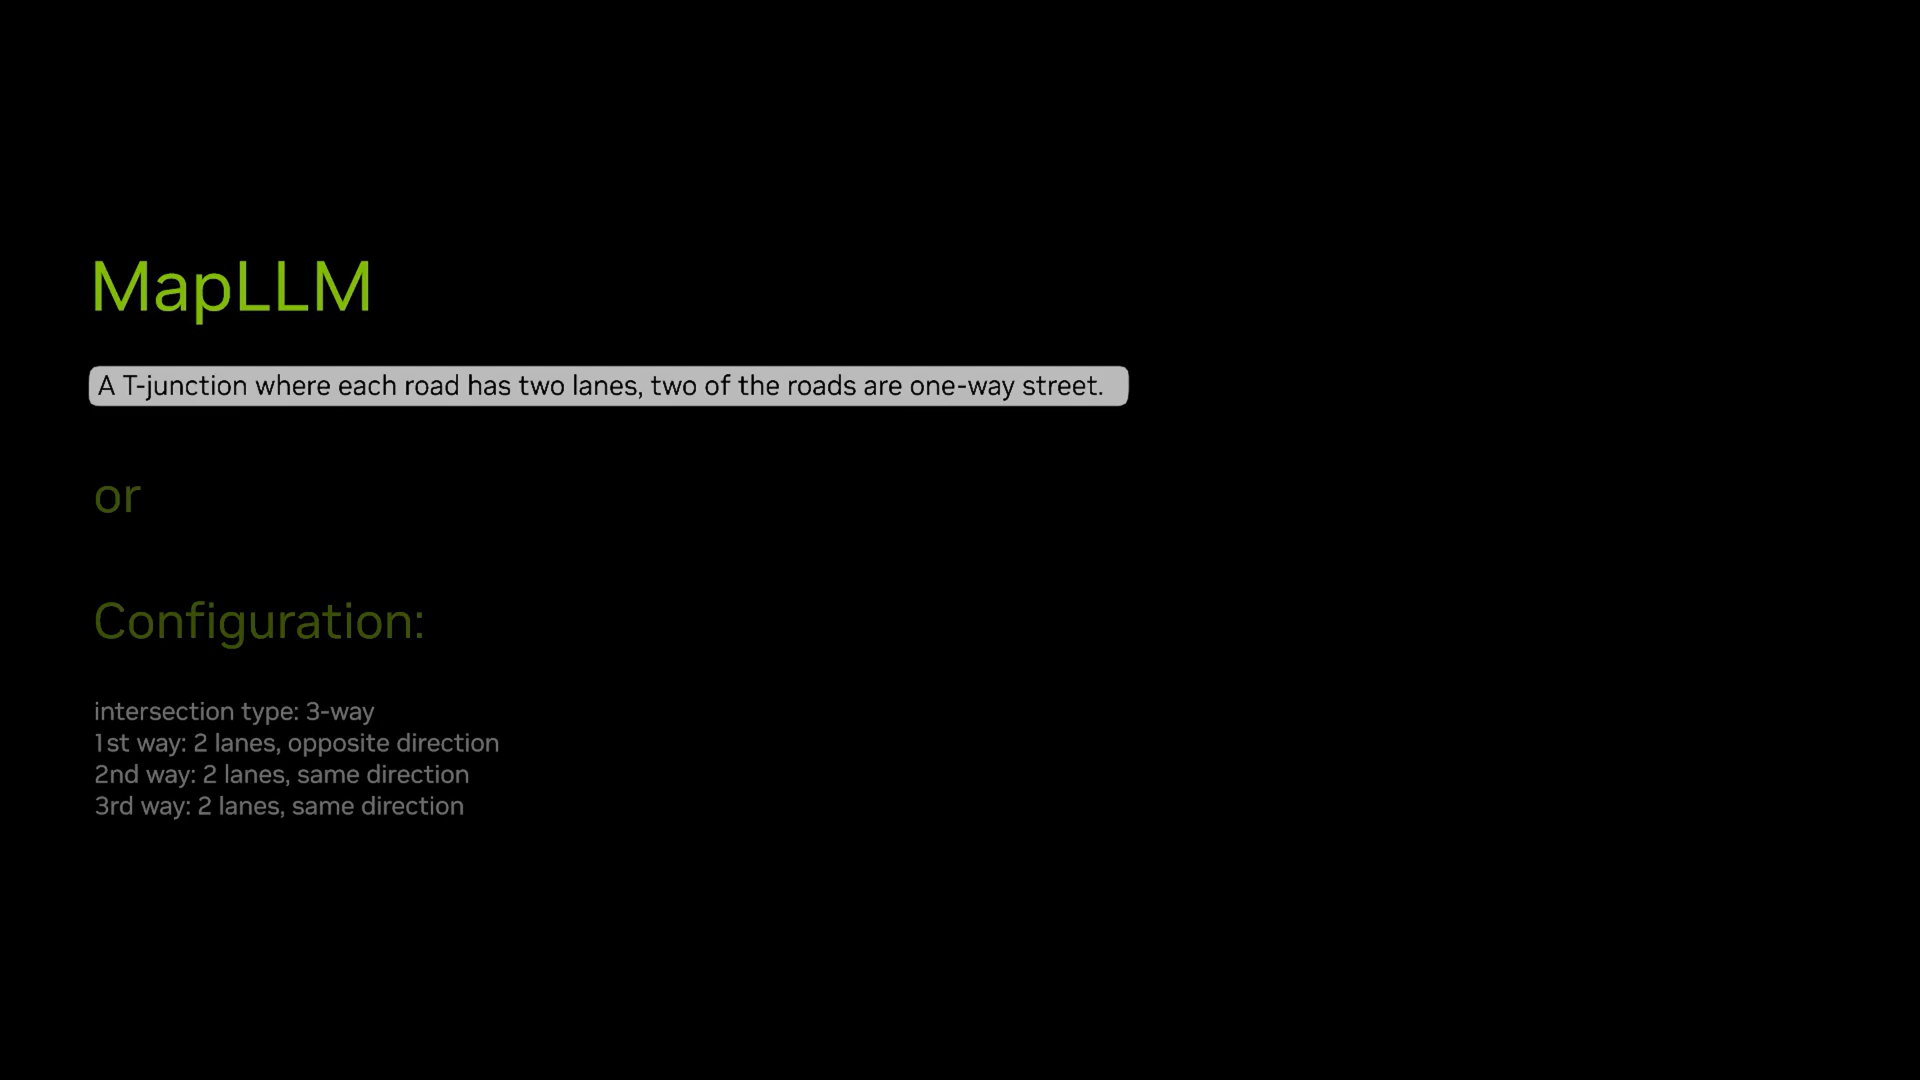 MapLLM
A T-junction where each road has two lanes, two of the roads are one-way street.
or
Configuration:
intersection type: 3-way
1st way: 2 lanes, opposite direction
2nd way: 2 lanes, same direction
3rd way: 2 lanes, same direction